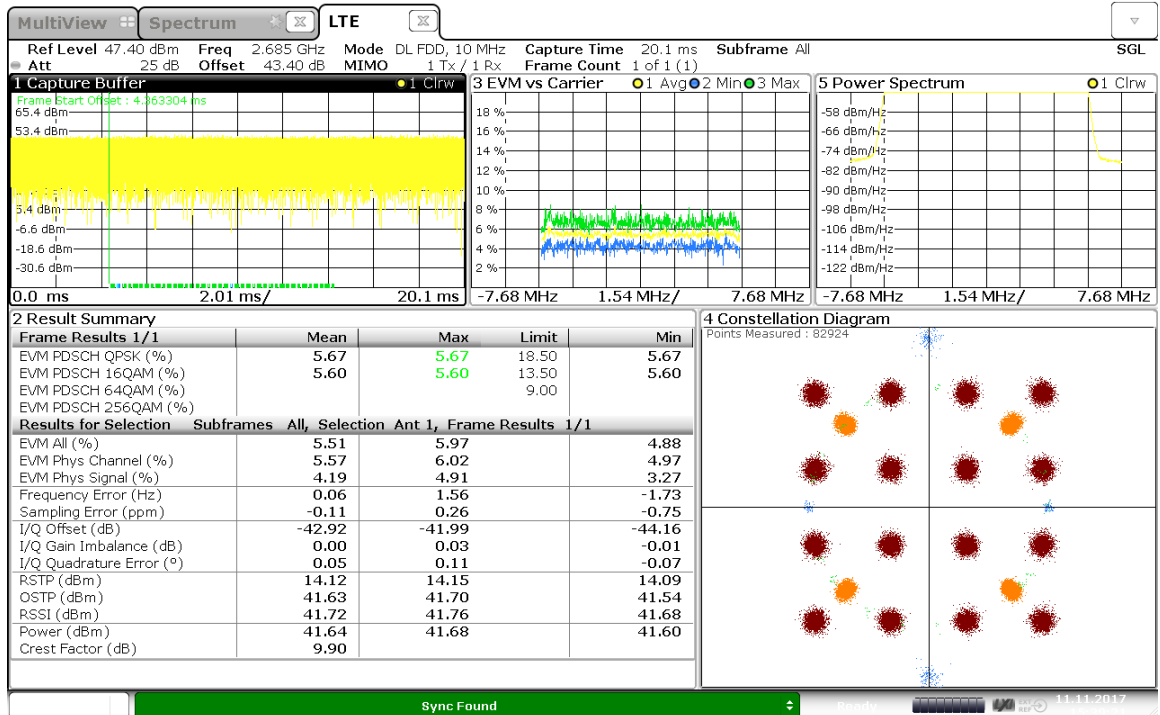 MultiView Spectrum LTE
Ref Level 47.40 dBm Freq 2.685 GHz Mode DL FDD, 10 MHz Capture Time 20.1 ms Subframe All SGL
Att 25 dB Offset 43.40 dB MIMO 1 Tx / 1 Rx Frame Count 1 of 1 (1)
1 Capture Buffer 1 Clrw
Frame Start Offset : 4.863304 ms
65.4 dBm
53.4 dBm
5.4 dBm
-6.6 dBm
-18.6 dBm
-30.6 dBm
0.0 ms 2.01 ms/ 20.1 ms
3 EVM vs Carrier 1 Avg 2 Min 3 Max
18 %
16 %
14 %
12 %
10 %
8 %
6 %
4 %
2 %
-7.68 MHz 1.54 MHz/ 7.68 MHz
5 Power Spectrum 1 Clrw
-58 dBm/Hz
-66 dBm/Hz
-74 dBm/Hz
-82 dBm/Hz
-90 dBm/Hz
-98 dBm/Hz
-106 dBm/Hz
-114 dBm/Hz
-122 dBm/Hz
-7.68 MHz 1.54 MHz/ 7.68 MHz
2 Result Summary
Frame Results 1/1 Mean Max Limit Min
EVM PDSCH QPSK (%) 5.67 5.67 18.50 5.67
EVM PDSCH 16QAM (%) 5.60 5.60 13.50 5.60
EVM PDSCH 64QAM (%) 9.00
EVM PDSCH 256QAM (%)
Results for Selection Subframes All, Selection Ant 1, Frame Results 1/1
EVM All (%) 5.51 5.97 4.88
EVM Phys Channel (%) 5.57 6.02 4.97
EVM Phys Signal (%) 4.19 4.91 3.27
Frequency Error (Hz) 0.06 1.56 -1.73
Sampling Error (ppm) -0.11 0.26 -0.75
I/Q Offset (dB) -42.92 -41.99 -44.16
I/Q Gain Imbalance (dB) 0.00 0.03 -0.01
I/Q Quadrature Error (°) 0.05 0.11 -0.07
RSTP (dBm) 14.12 14.15 14.09
OSTP (dBm) 41.63 41.70 41.54
RSSI (dBm) 41.72 41.76 41.68
Power (dBm) 41.64 41.68 41.60
Crest Factor (dB) 9.90
4 Constellation Diagram
Points Measured : 82924
Sync Found
Ready
LXI
11.11.2017